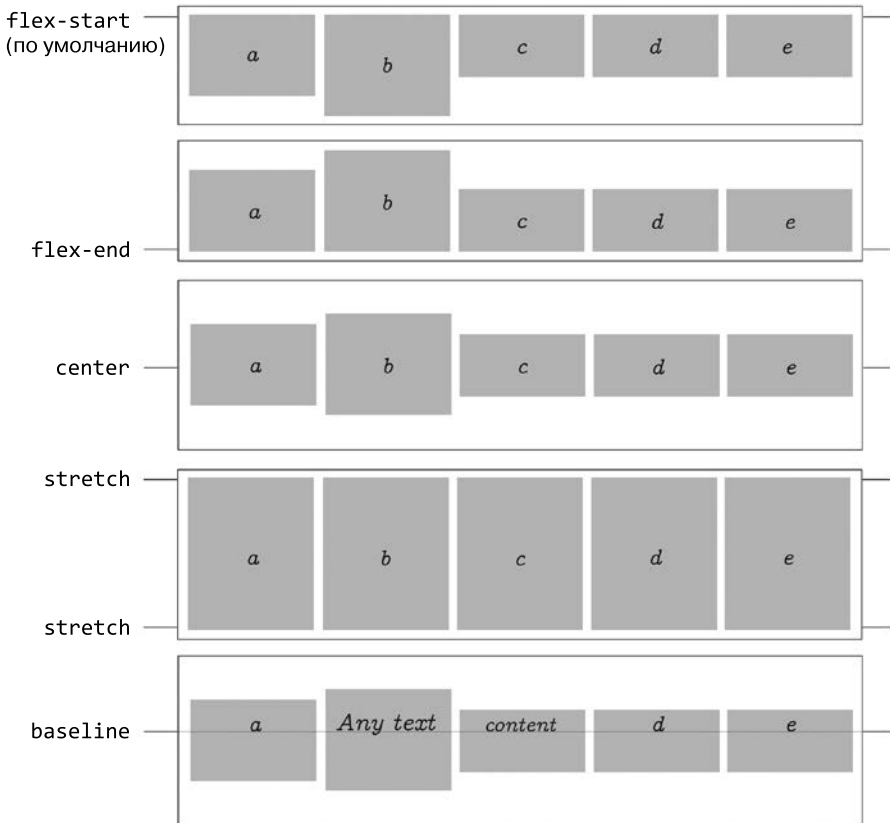 flex-start
(по умолчанию)
a b c d e
a b c d e
flex-end
center a b c d e
stretch
a b c d e
stretch
baseline a Any text content d e